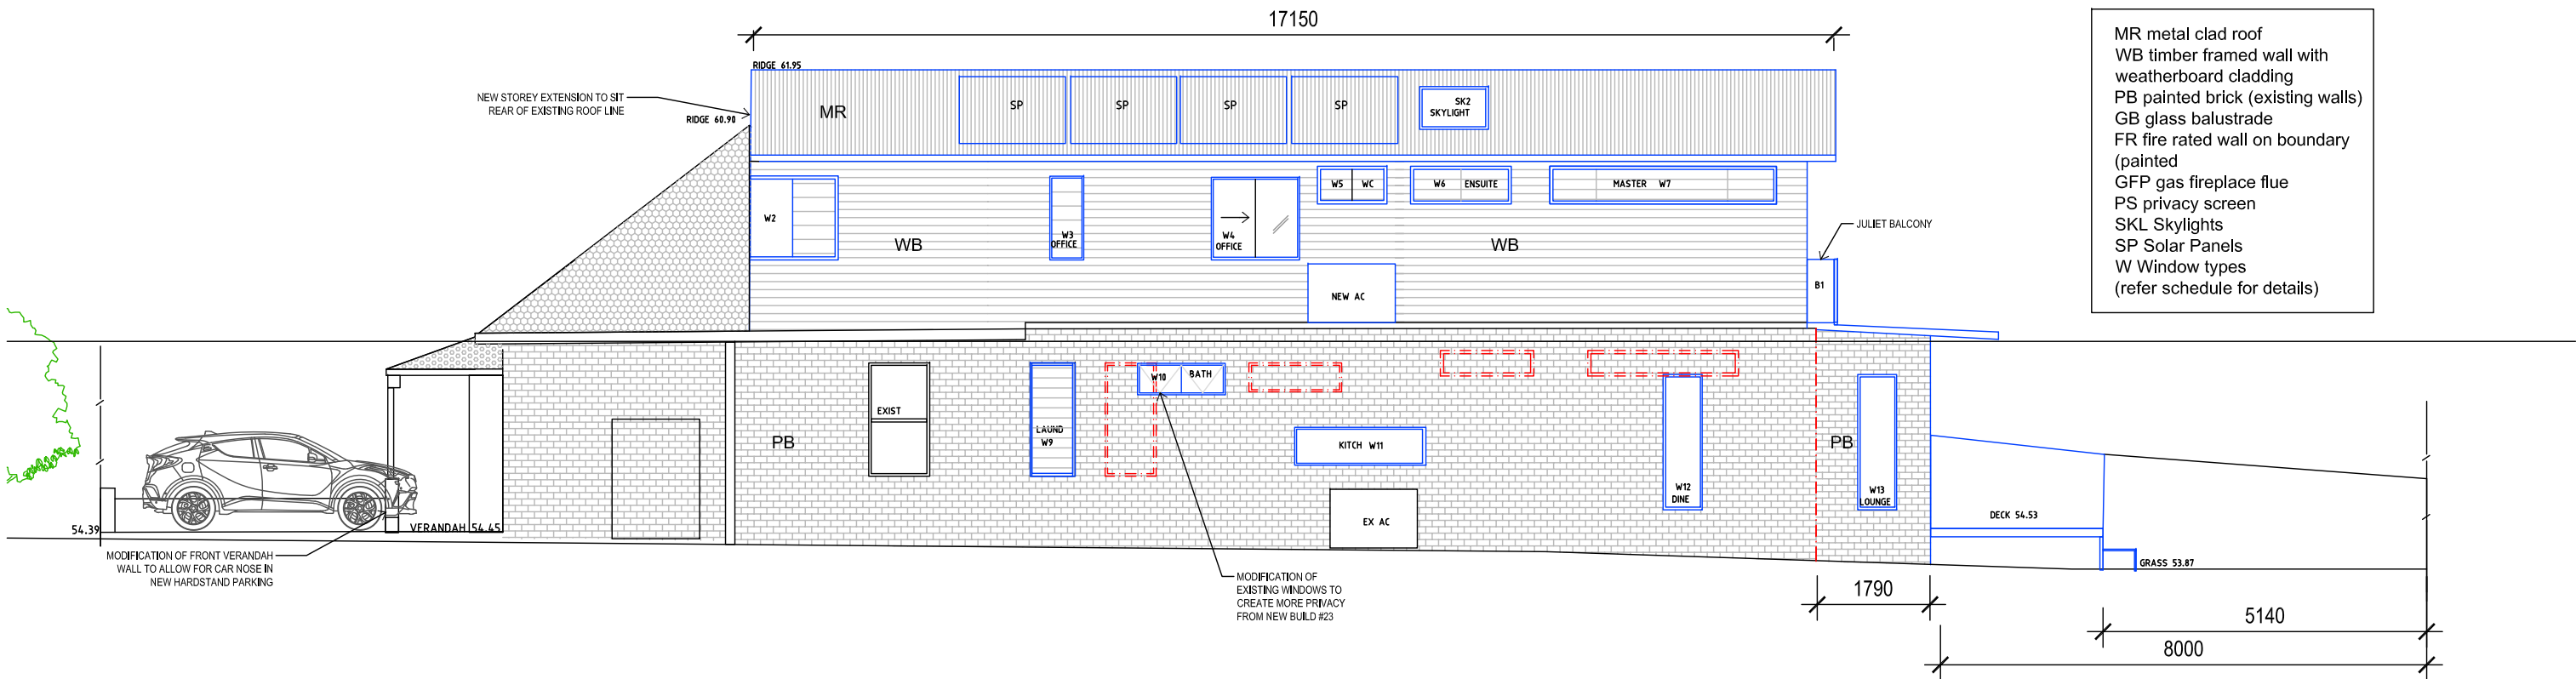 17150
MR metal clad roof
WB timber framed wall with
weatherboard cladding
PB painted brick (existing walls)
GB glass balustrade
FR fire rated wall on boundary
(painted
GFP gas fireplace flue
PS privacy screen
SKL Skylights
SP Solar Panels
W Window types
(refer schedule for details)
RIDGE 61.95
NEW STOREY EXTENSION TO SIT
REAR OF EXISTING ROOF LINE
RIDGE 60.90
MR
SP
SP
SP
SP
SK2
SKYLIGHT
W2
WB
W3
OFFICE
W4
OFFICE
W5
WC
W6
ENSUITE
MASTER W7
WB
NEW AC
JULIET BALCONY
B1
EXIST
PB
LAUND
W9
W10
BATH
KITCH W11
EX AC
W12
DINE
PB
W13
LOUNGE
54.39
VERANDAH 54.45
DECK 54.53
GRASS 53.87
MODIFICATION OF FRONT VERANDAH
WALL TO ALLOW FOR CAR NOSE IN
NEW HARDSTAND PARKING
MODIFICATION OF
EXISTING WINDOWS TO
CREATE MORE PRIVACY
FROM NEW BUILD #23
1790
5140
8000